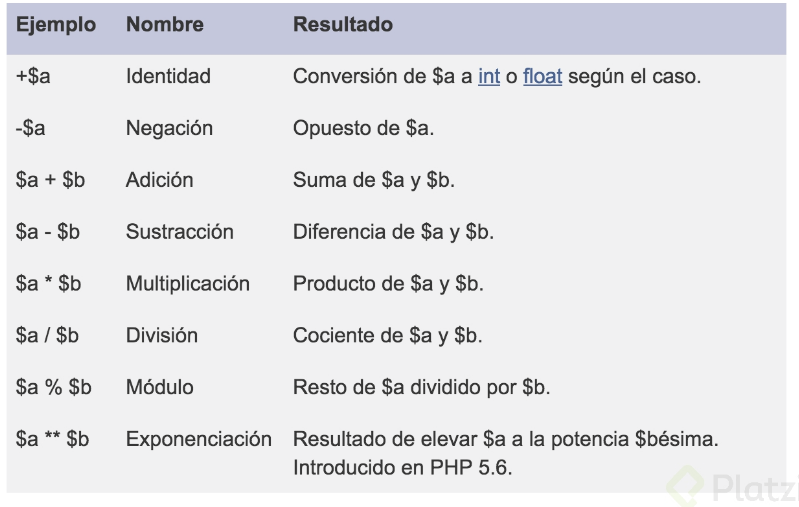 Ejemplo Nombre Resultado
+$a Identidad Conversión de $a a int o float según el caso.
-$a Negación Opuesto de $a.
$a + $b Adición Suma de $a y $b.
$a - $b Sustracción Diferencia de $a y $b.
$a * $b Multiplicación Producto de $a y $b.
$a / $b División Cociente de $a y $b.
$a % $b Módulo Resto de $a dividido por $b.
$a ** $b Exponenciación Resultado de elevar $a a la potencia $bésima.
Introducido en PHP 5.6.
Platzi